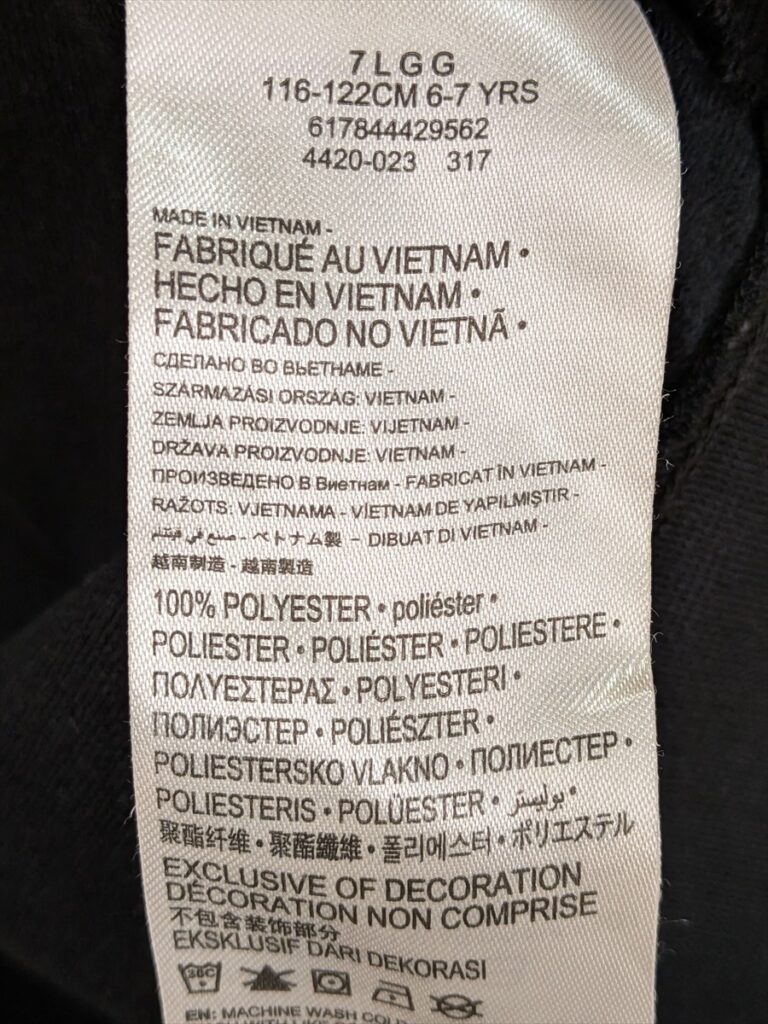 7 L G G
116-122CM 6-7 YRS
617844429562
4420-023 317
MADE IN VIETNAM -
FABRIQUÉ AU VIETNAM •
HECHO EN VIETNAM •
FABRICADO NO VIETNÃ •
СДЕЛАНО ВО ВЬЕТНАМЕ -
SZÁRMAZÁSI ORSZÁG: VIETNAM -
ZEMLJA PROIZVODNJE: VIJETNAM -
DRŽAVA PROIZVODNJE: VIETNAM -
ПРОИЗВЕДЕНО В Виетнам - FABRICAT ÎN VIETNAM -
RAŽOTS: VJETNAMA - VİETNAM DE YAPILMIŞTIR -
صنع في فيتنام - ベトナム製 - DIBUAT DI VIETNAM -
越南制造 - 越南製造
100% POLYESTER • poliéster •
POLIESTER • POLIÉSTER • POLIESTERE •
ΠΟΛΥΕΣΤΕΡΑΣ • POLYESTERI •
ПОЛИЭСТЕР • POLIÉSZTER •
POLIESTERSKO VLAKNO • ПОЛИЕСТЕР •
POLIESTERIS • POLÜESTER • بوليستر •
聚酯纤维 • 聚酯纖維 • 폴리에스터 • ポリエステル
EXCLUSIVE OF DECORATION
DÉCORATION NON COMPRISE
不包含装饰部分
EKSKLUSIF DARI DEKORASI
30C
EN: MACHINE WASH COLD